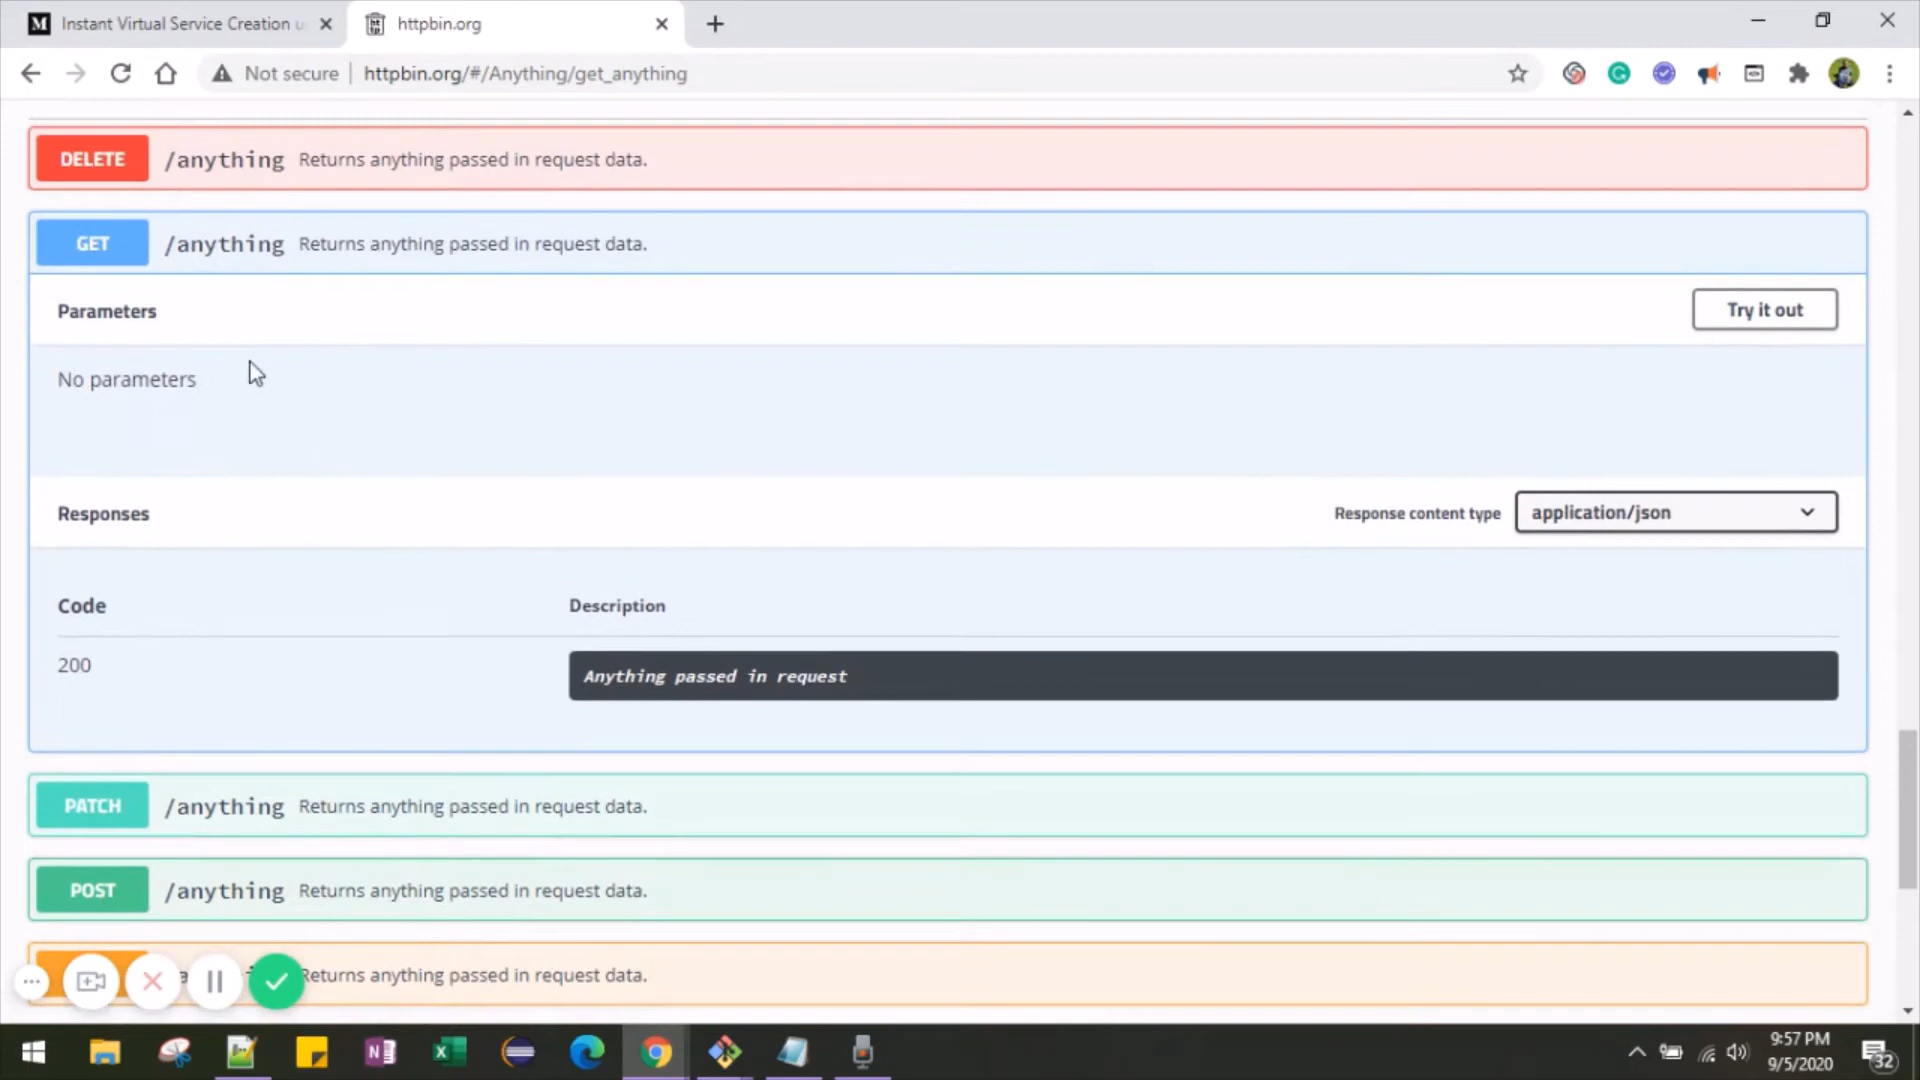 Instant Virtual Service Creation
httpbin.org
Not secure
httpbin.org/#/Anything/get_anything
DELETE /anything Returns anything passed in request data.
GET /anything Returns anything passed in request data.
Parameters
Try it out
No parameters
Responses
Response content type
application/json
Code
Description
200
Anything passed in request
PATCH /anything Returns anything passed in request data.
POST /anything Returns anything passed in request data.
Returns anything passed in request data.
9:57 PM
9/5/2020
32